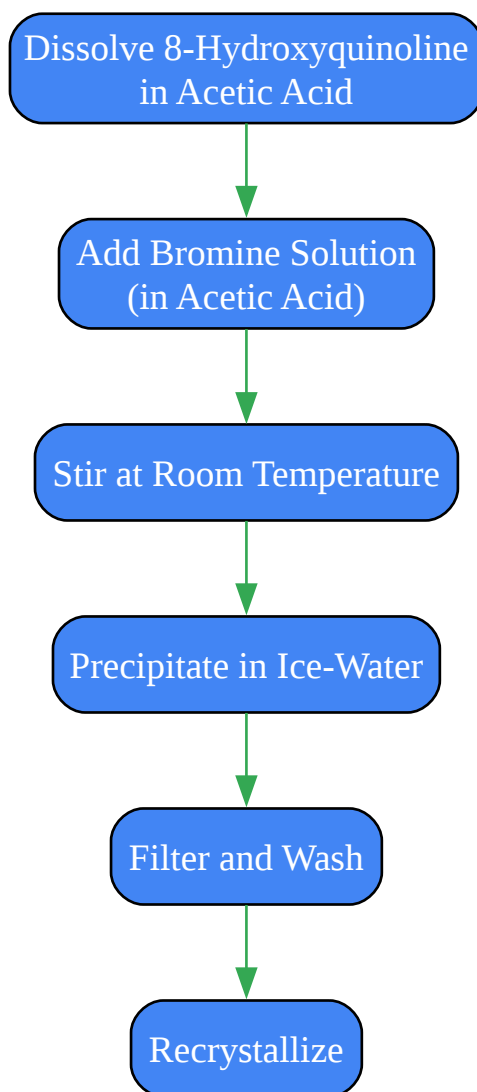 Dissolve 8-Hydroxyquinoline
in Acetic Acid
Add Bromine Solution
(in Acetic Acid)
Stir at Room Temperature
Precipitate in Ice-Water
Filter and Wash
Recrystallize